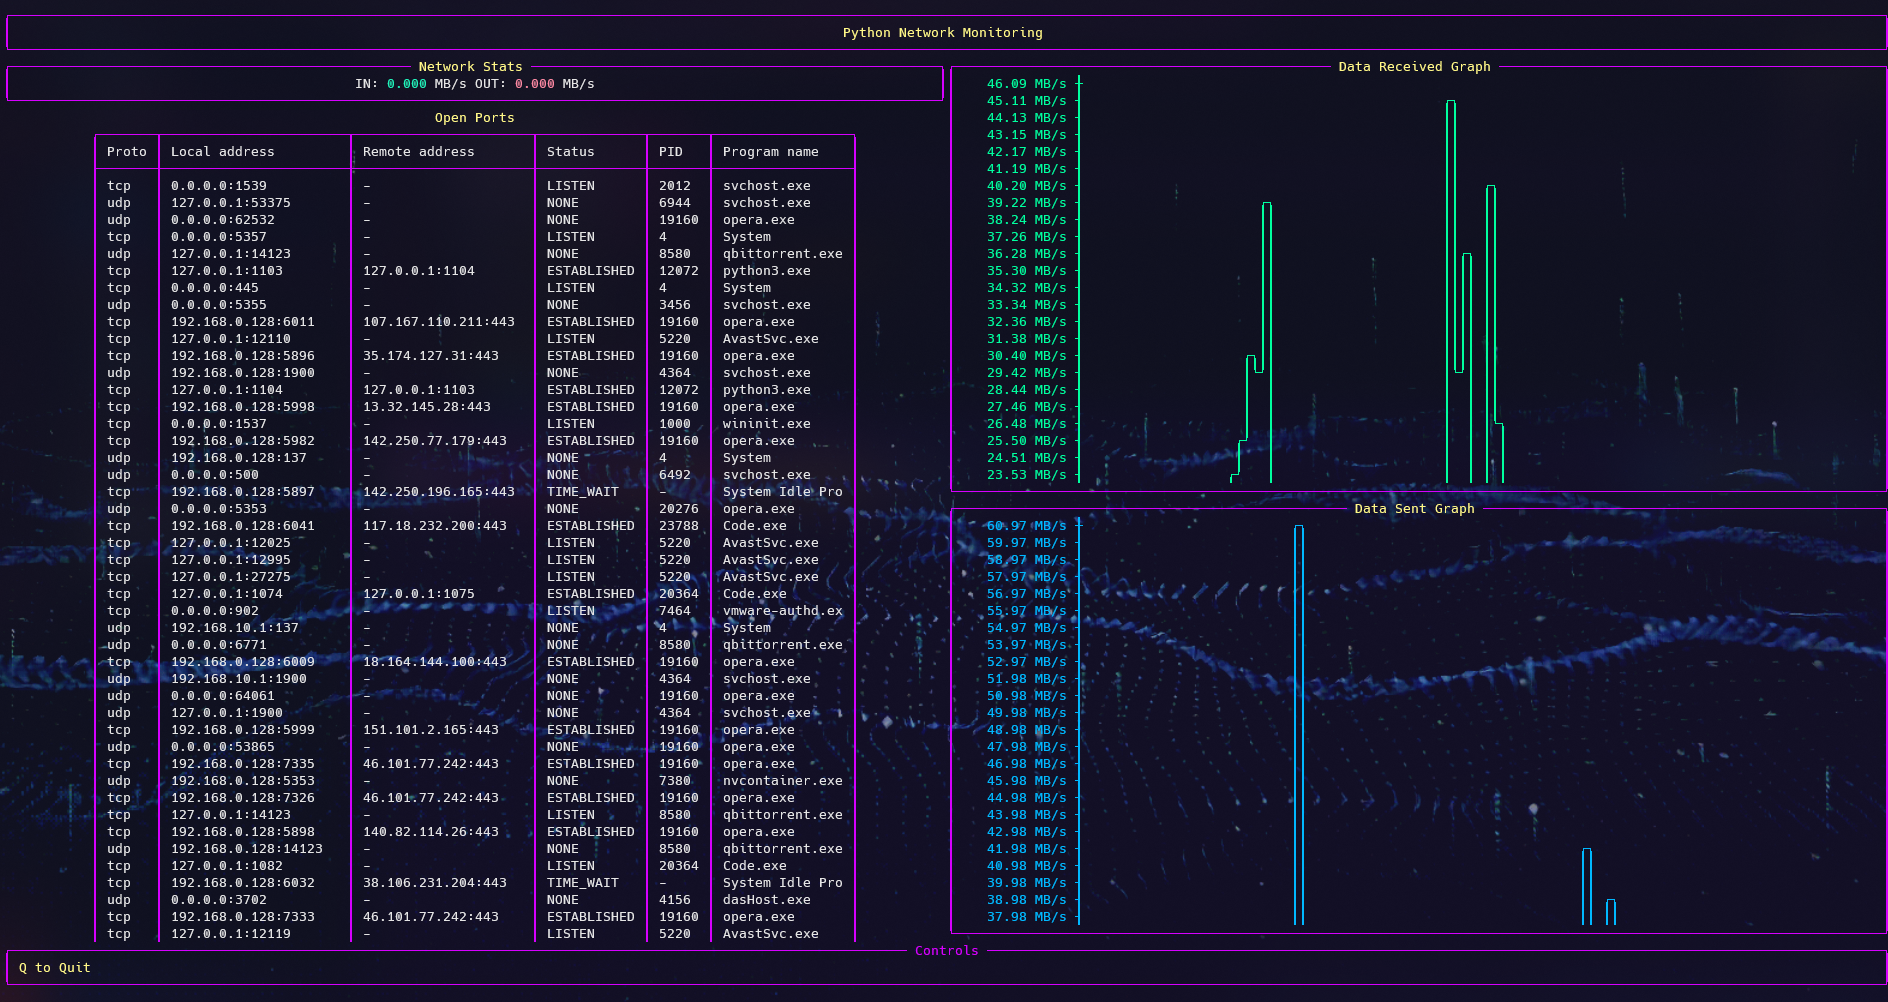 Python Network Monitoring
Network Stats
IN: 0.000 MB/s OUT: 0.000 MB/s
Open Ports
Proto Local address Remote address Status PID Program name
tcp 0.0.0.0:1539 – LISTEN 2012 svchost.exe
udp 127.0.0.1:53375 – NONE 6944 svchost.exe
udp 0.0.0.0:62532 – NONE 19160 opera.exe
tcp 0.0.0.0:5357 – LISTEN 4 System
udp 127.0.0.1:14123 – NONE 8580 qbittorrent.exe
tcp 127.0.0.1:1103 127.0.0.1:1104 ESTABLISHED 12072 python3.exe
tcp 0.0.0.0:445 – LISTEN 4 System
udp 0.0.0.0:5355 – NONE 3456 svchost.exe
tcp 192.168.0.128:6011 107.167.110.211:443 ESTABLISHED 19160 opera.exe
tcp 127.0.0.1:12110 – LISTEN 5220 AvastSvc.exe
tcp 192.168.0.128:5896 35.174.127.31:443 ESTABLISHED 19160 opera.exe
udp 192.168.0.128:1900 – NONE 4364 svchost.exe
tcp 127.0.0.1:1104 127.0.0.1:1103 ESTABLISHED 12072 python3.exe
tcp 192.168.0.128:5998 13.32.145.28:443 ESTABLISHED 19160 opera.exe
tcp 0.0.0.0:1537 – LISTEN 1000 wininit.exe
tcp 192.168.0.128:5982 142.250.77.179:443 ESTABLISHED 19160 opera.exe
udp 192.168.0.128:137 – NONE 4 System
udp 0.0.0.0:500 – NONE 6492 svchost.exe
tcp 192.168.0.128:5897 142.250.196.165:443 TIME_WAIT – System Idle Pro
udp 0.0.0.0:5353 – NONE 20276 opera.exe
tcp 192.168.0.128:6041 117.18.232.200:443 ESTABLISHED 23788 Code.exe
tcp 127.0.0.1:12025 – LISTEN 5220 AvastSvc.exe
tcp 127.0.0.1:12995 – LISTEN 5220 AvastSvc.exe
tcp 127.0.0.1:27275 – LISTEN 5220 AvastSvc.exe
tcp 127.0.0.1:1074 127.0.0.1:1075 ESTABLISHED 20364 Code.exe
tcp 0.0.0.0:902 – LISTEN 7464 vmware-authd.ex
udp 192.168.10.1:137 – NONE 4 System
udp 0.0.0.0:6771 – NONE 8580 qbittorrent.exe
tcp 192.168.0.128:6009 18.164.144.100:443 ESTABLISHED 19160 opera.exe
udp 192.168.10.1:1900 – NONE 4364 svchost.exe
udp 0.0.0.0:64061 – NONE 19160 opera.exe
udp 127.0.0.1:1900 – NONE 4364 svchost.exe
tcp 192.168.0.128:5999 151.101.2.165:443 ESTABLISHED 19160 opera.exe
udp 0.0.0.0:53865 – NONE 19160 opera.exe
tcp 192.168.0.128:7335 46.101.77.242:443 ESTABLISHED 19160 opera.exe
udp 192.168.0.128:5353 – NONE 7380 nvcontainer.exe
tcp 192.168.0.128:7326 46.101.77.242:443 ESTABLISHED 19160 opera.exe
tcp 127.0.0.1:14123 – LISTEN 8580 qbittorrent.exe
tcp 192.168.0.128:5898 140.82.114.26:443 ESTABLISHED 19160 opera.exe
udp 192.168.0.128:14123 – NONE 8580 qbittorrent.exe
tcp 127.0.0.1:1082 – LISTEN 20364 Code.exe
tcp 192.168.0.128:6032 38.106.231.204:443 TIME_WAIT – System Idle Pro
udp 0.0.0.0:3702 – NONE 4156 dasHost.exe
tcp 192.168.0.128:7333 46.101.77.242:443 ESTABLISHED 19160 opera.exe
tcp 127.0.0.1:12119 – LISTEN 5220 AvastSvc.exe
Data Received Graph
46.09 MB/s
45.11 MB/s
44.13 MB/s
43.15 MB/s
42.17 MB/s
41.19 MB/s
40.20 MB/s
39.22 MB/s
38.24 MB/s
37.26 MB/s
36.28 MB/s
35.30 MB/s
34.32 MB/s
33.34 MB/s
32.36 MB/s
31.38 MB/s
30.40 MB/s
29.42 MB/s
28.44 MB/s
27.46 MB/s
26.48 MB/s
25.50 MB/s
24.51 MB/s
23.53 MB/s
Data Sent Graph
60.97 MB/s
59.97 MB/s
58.97 MB/s
57.97 MB/s
56.97 MB/s
55.97 MB/s
54.97 MB/s
53.97 MB/s
52.97 MB/s
51.98 MB/s
50.98 MB/s
49.98 MB/s
48.98 MB/s
47.98 MB/s
46.98 MB/s
45.98 MB/s
44.98 MB/s
43.98 MB/s
42.98 MB/s
41.98 MB/s
40.98 MB/s
39.98 MB/s
38.98 MB/s
37.98 MB/s
Controls
Q to Quit